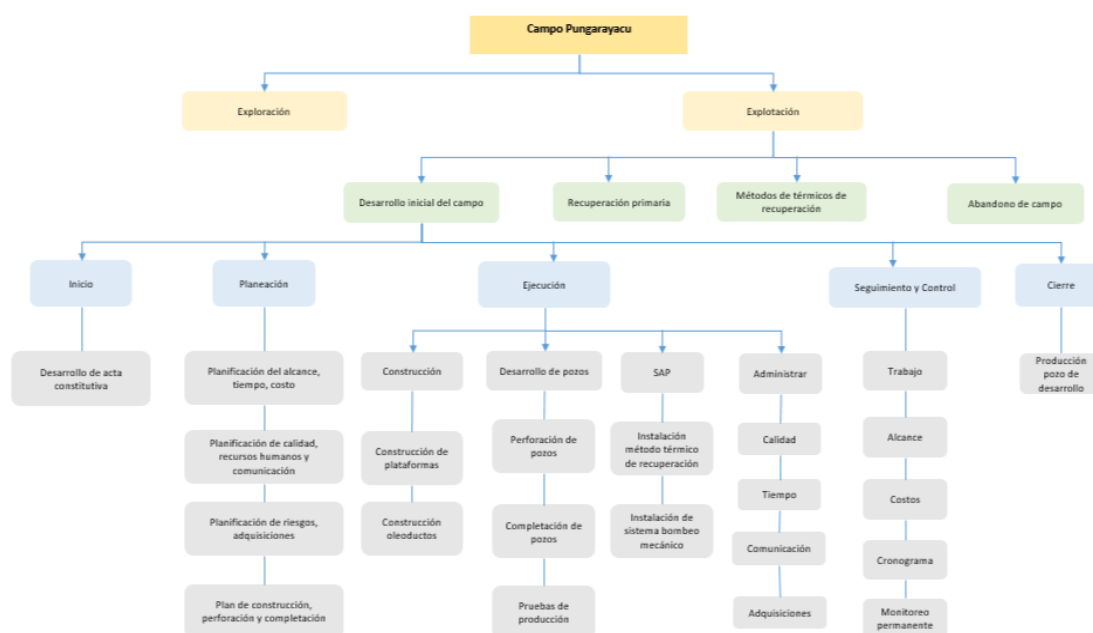 Campo Pungarayacu
Exploración
Explotación
Desarrollo inicial del campo
Recuperación primaria
Métodos de térmicos de
recuperación
Abandono de campo
Inicio
Planeación
Ejecución
Seguimiento y Control
Cierre
Desarrollo de acta
constitutiva
Planificación del alcance,
tiempo, costo
Planificación de calidad,
recursos humanos y
comunicación
Planificación de riesgos,
adquisiciones
Plan de construcción,
perforación y completación
Construcción
Construcción de
plataformas
Construcción
oleoductos
Desarrollo de pozos
Perforación de
pozos
Completación de
pozos
Pruebas de
producción
SAP
Instalación
método térmico
de recuperación
Instalación de
sistema bombeo
mecánico
Administrar
Calidad
Tiempo
Comunicación
Adquisiciones
Trabajo
Alcance
Costos
Cronograma
Monitoreo
permanente
Producción
pozo de
desarrollo